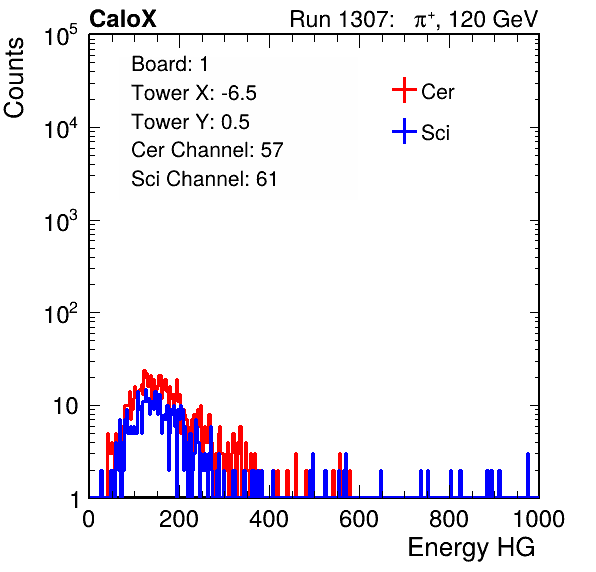 CaloX Run 1307: π⁺, 120 GeV
Counts
Board: 1
Tower X: -6.5
Tower Y: 0.5
Cer Channel: 57
Sci Channel: 61
Cer
Sci
10⁵
10⁴
10³
10²
10
1
0 200 400 600 800 1000
Energy HG